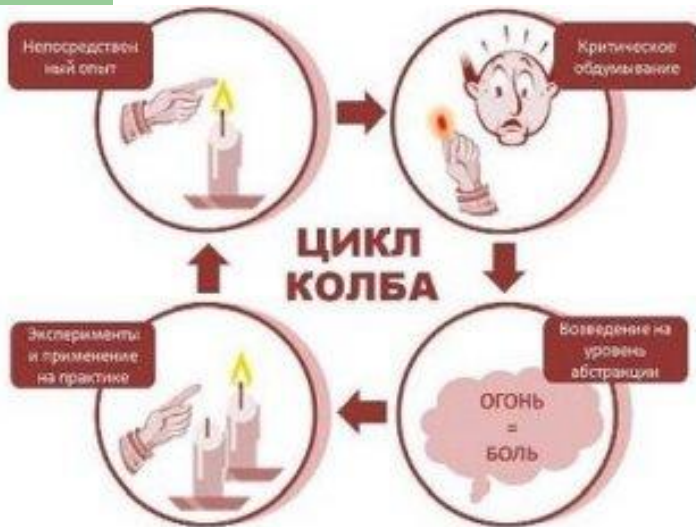 Непосредствен
ный опыт
Критическое
обдумывание
ЦИКЛ
КОЛБА
Эксперименты
и применение
на практике
Возведение на
уровень
абстракции
ОГОНЬ
=
БОЛЬ